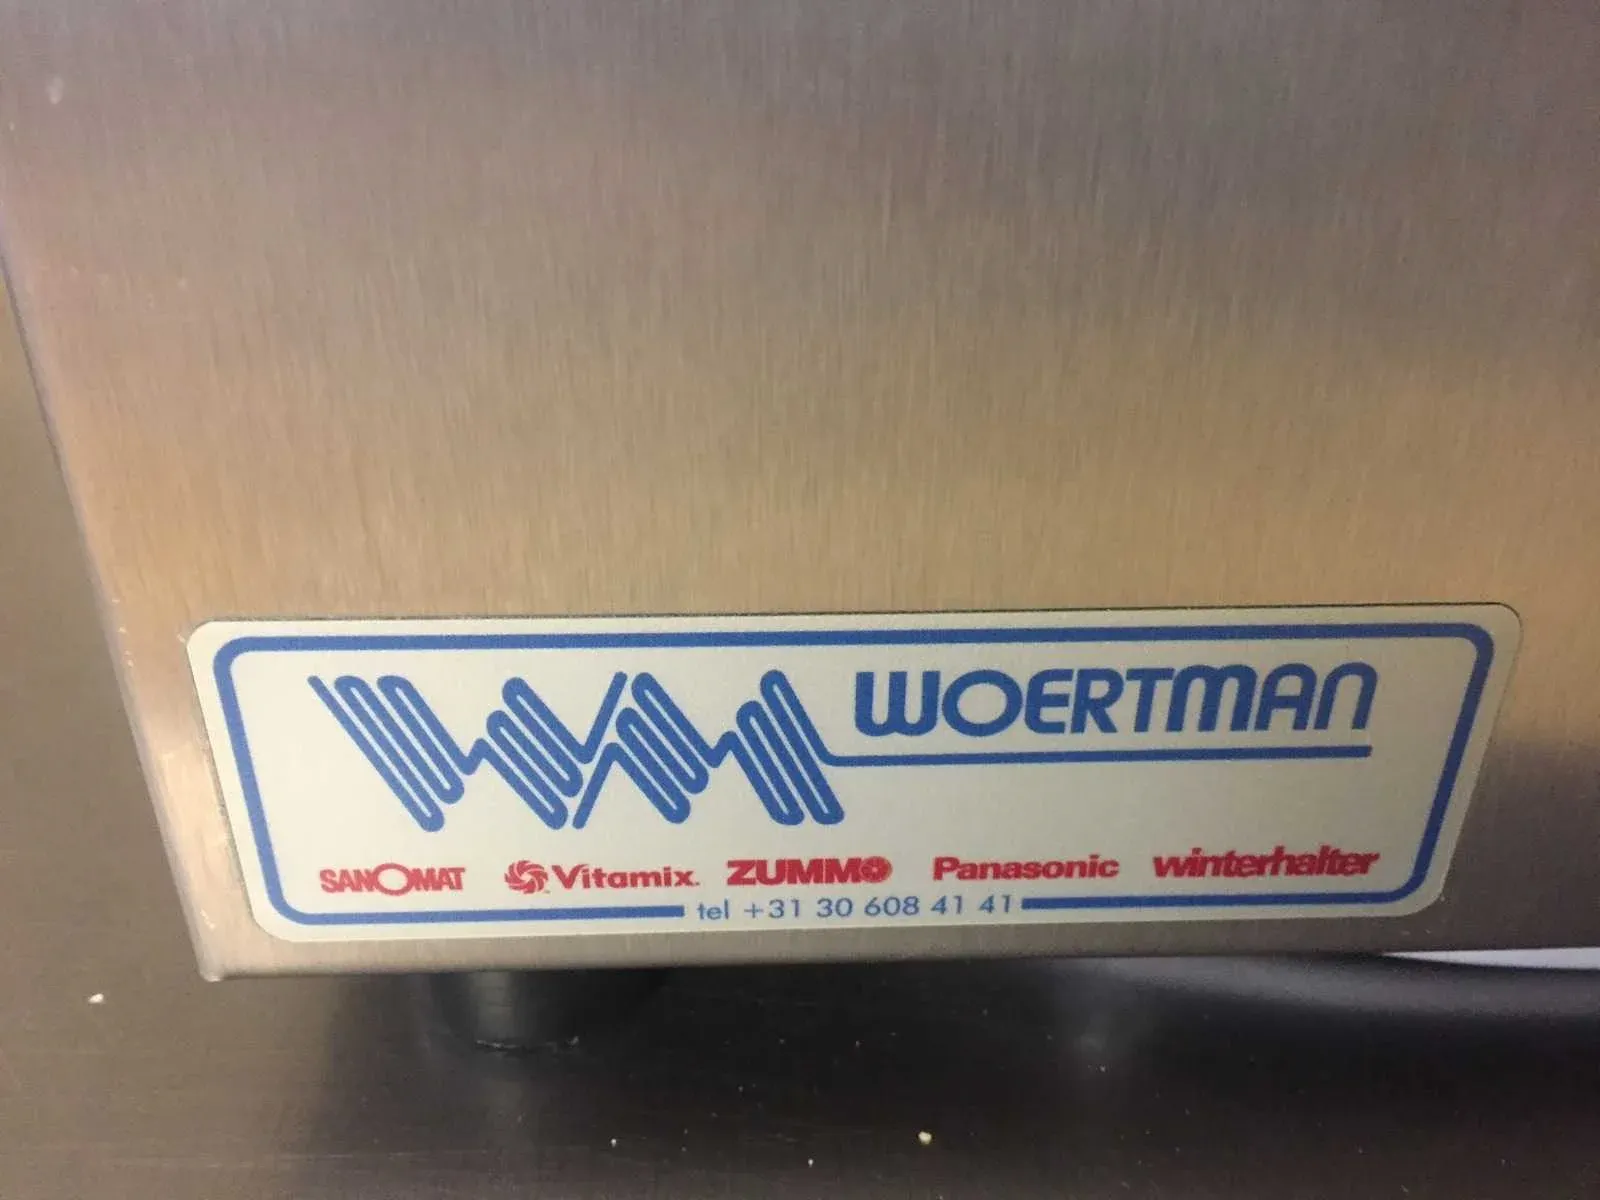 WOERTMAN
SANOMAT Vitamix. ZUMMO Panasonic winterhalter
tel +31 30 608 41 41